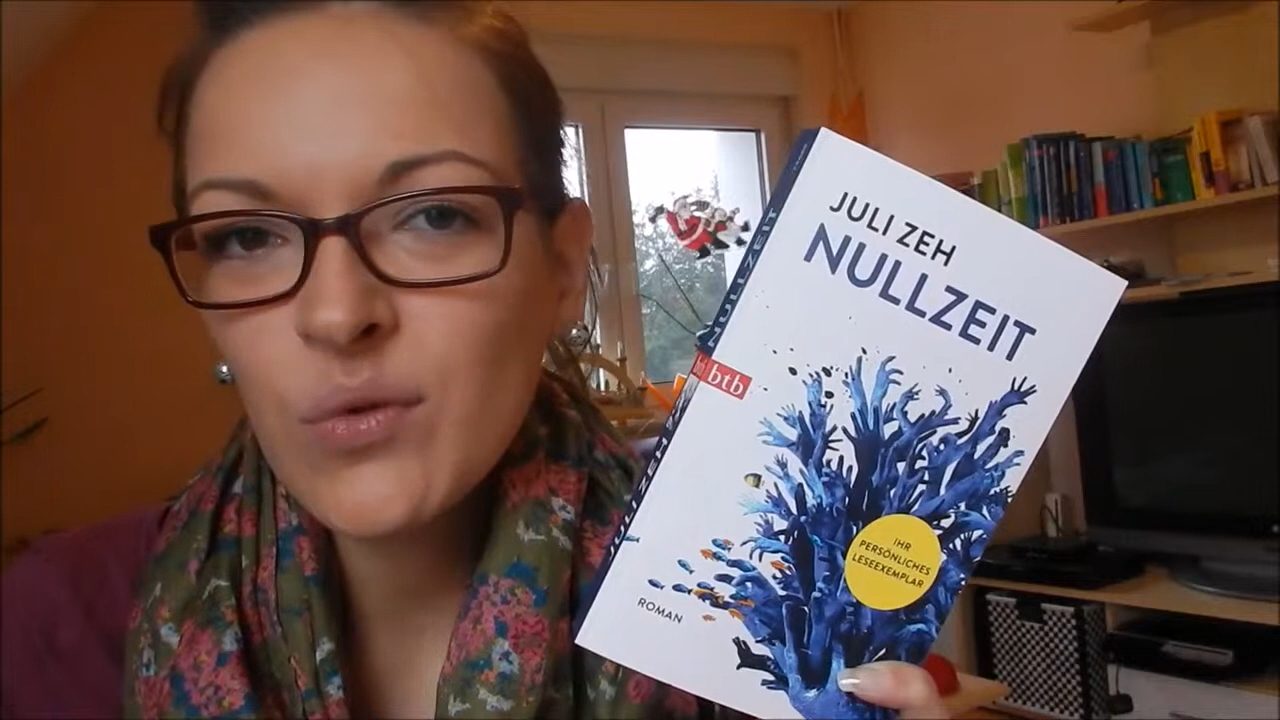 JULI ZEH
NULLZEIT
NULLZEIT
btb
JULI ZEH
IHR
PERSÖNLICHES
LESEEXEMPLAR
ROMAN